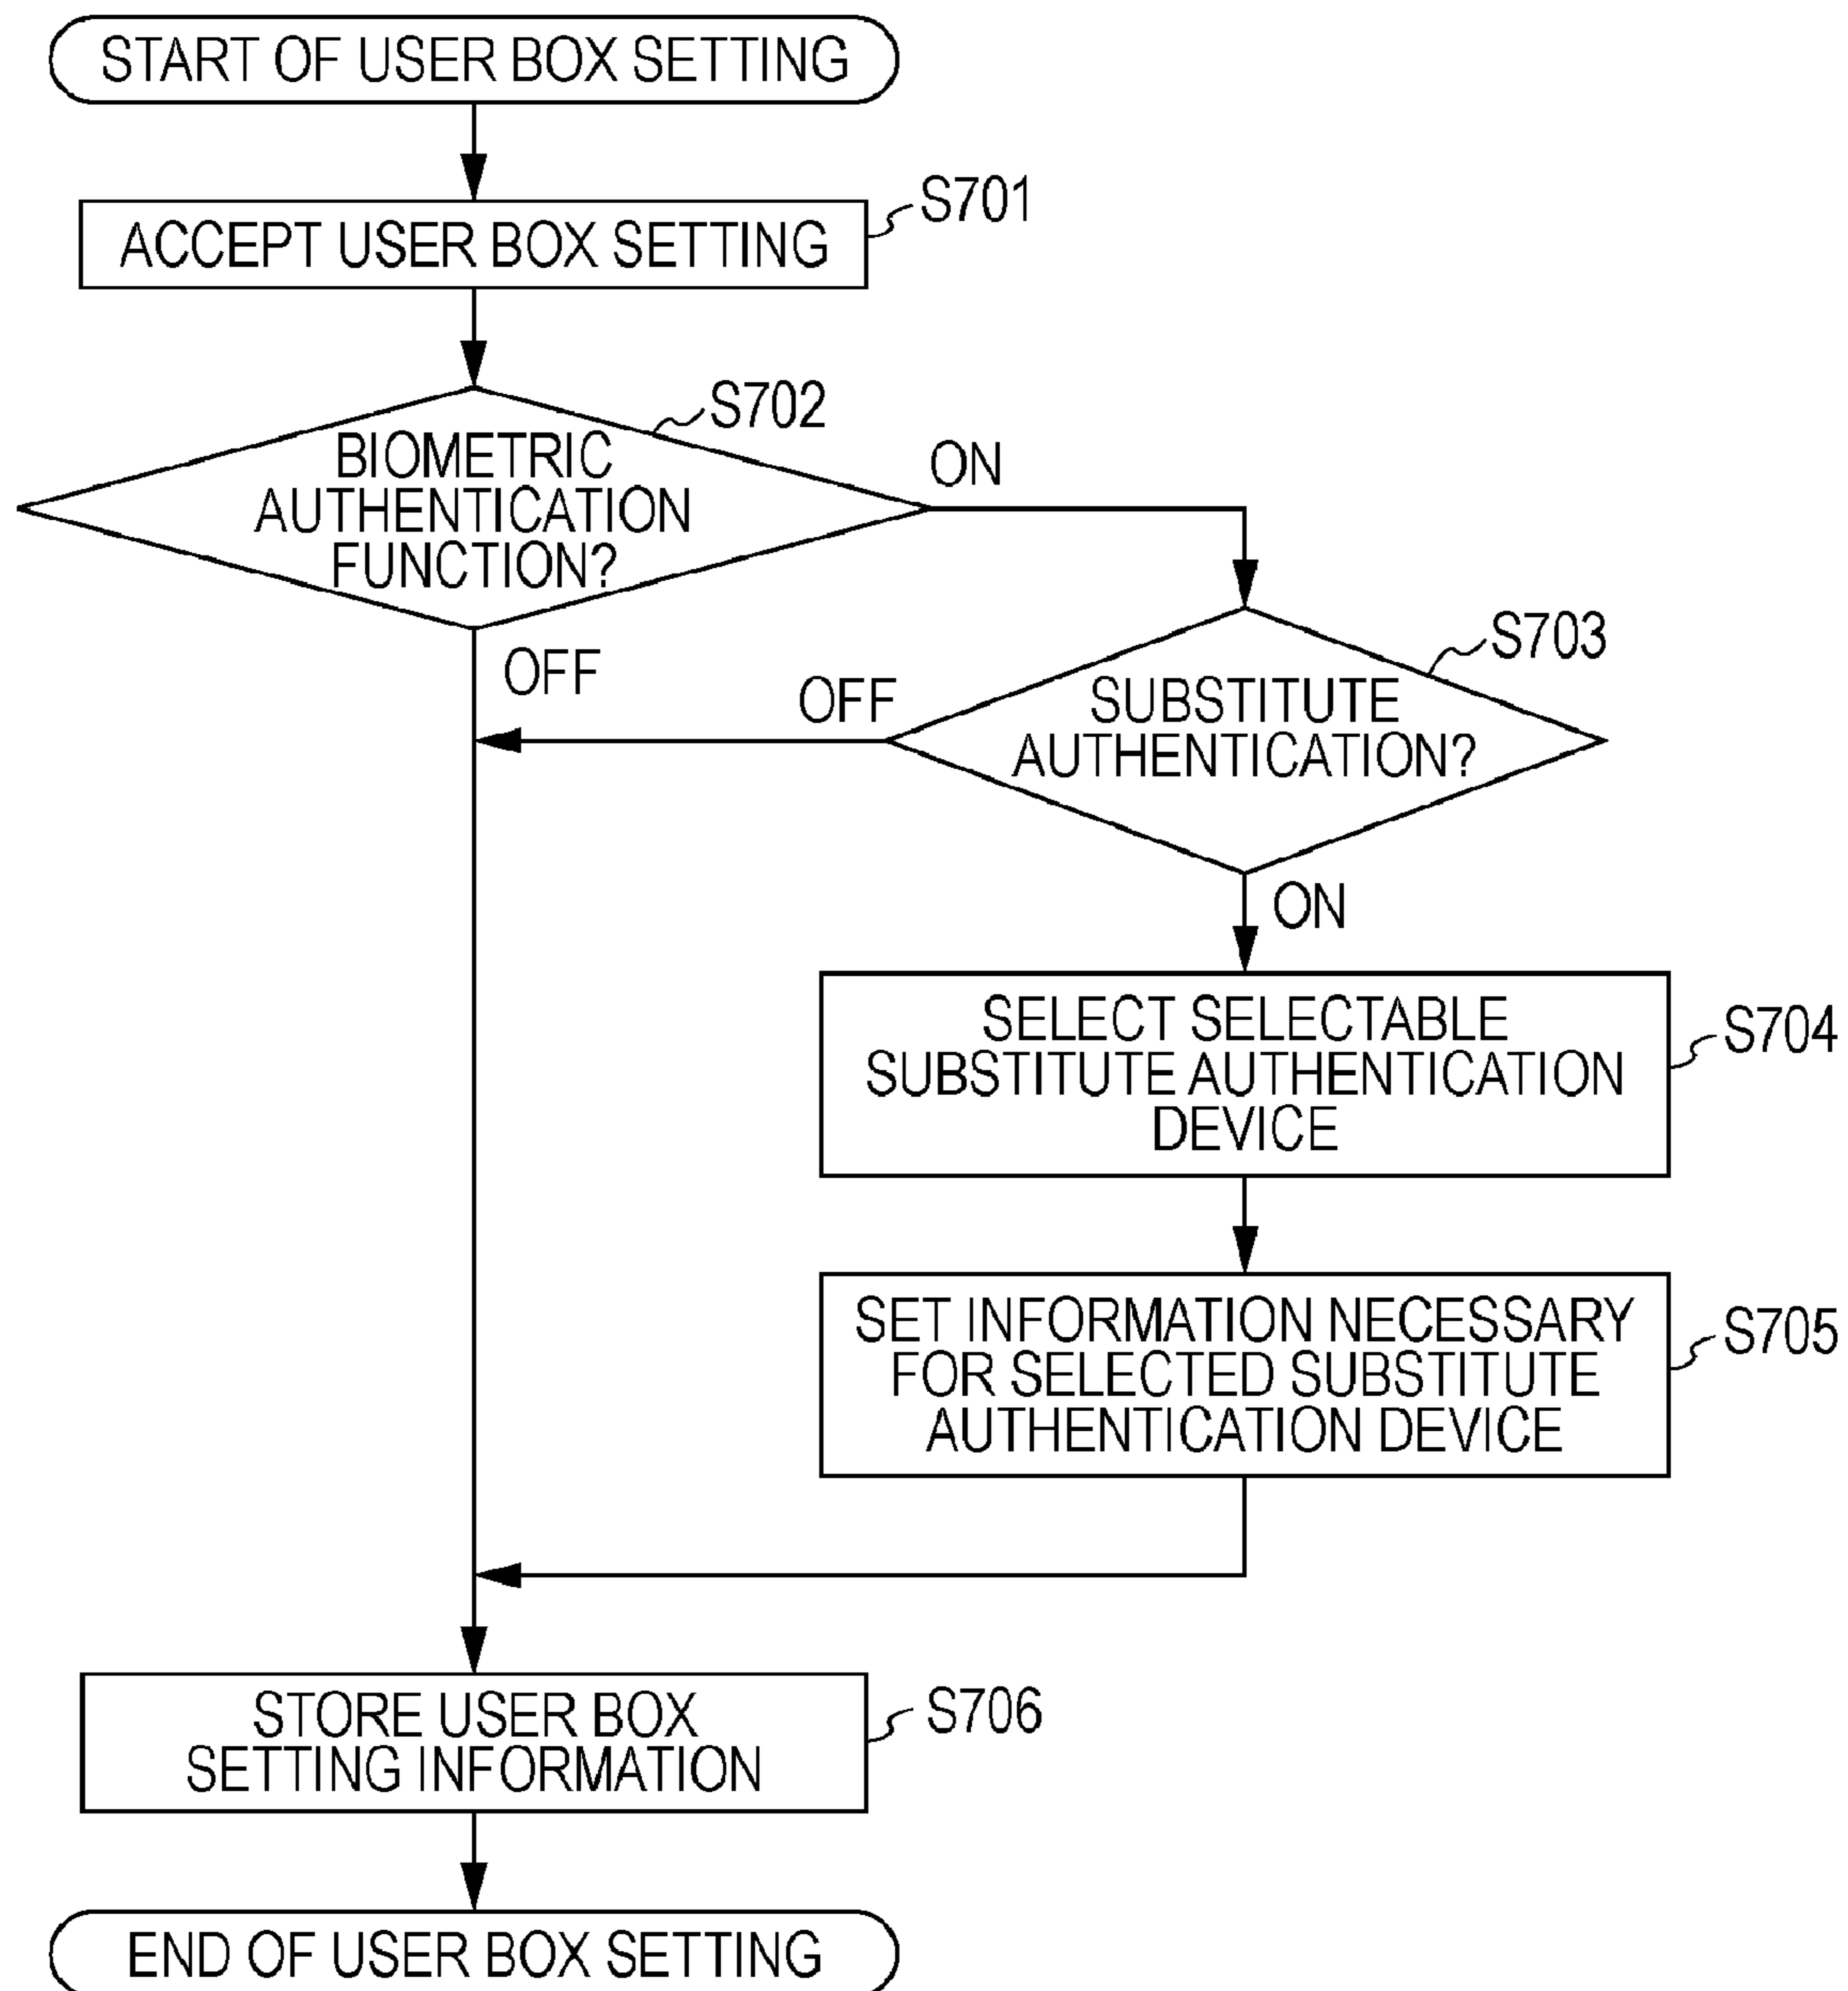 START OF USER BOX SETTING
S701
ACCEPT USER BOX SETTING
S702
BIOMETRIC
AUTHENTICATION
FUNCTION?
ON
OFF
S703
SUBSTITUTE
AUTHENTICATION?
OFF
ON
S704
SELECT SELECTABLE
SUBSTITUTE AUTHENTICATION
DEVICE
S705
SET INFORMATION NECESSARY
FOR SELECTED SUBSTITUTE
AUTHENTICATION DEVICE
S706
STORE USER BOX
SETTING INFORMATION
END OF USER BOX SETTING